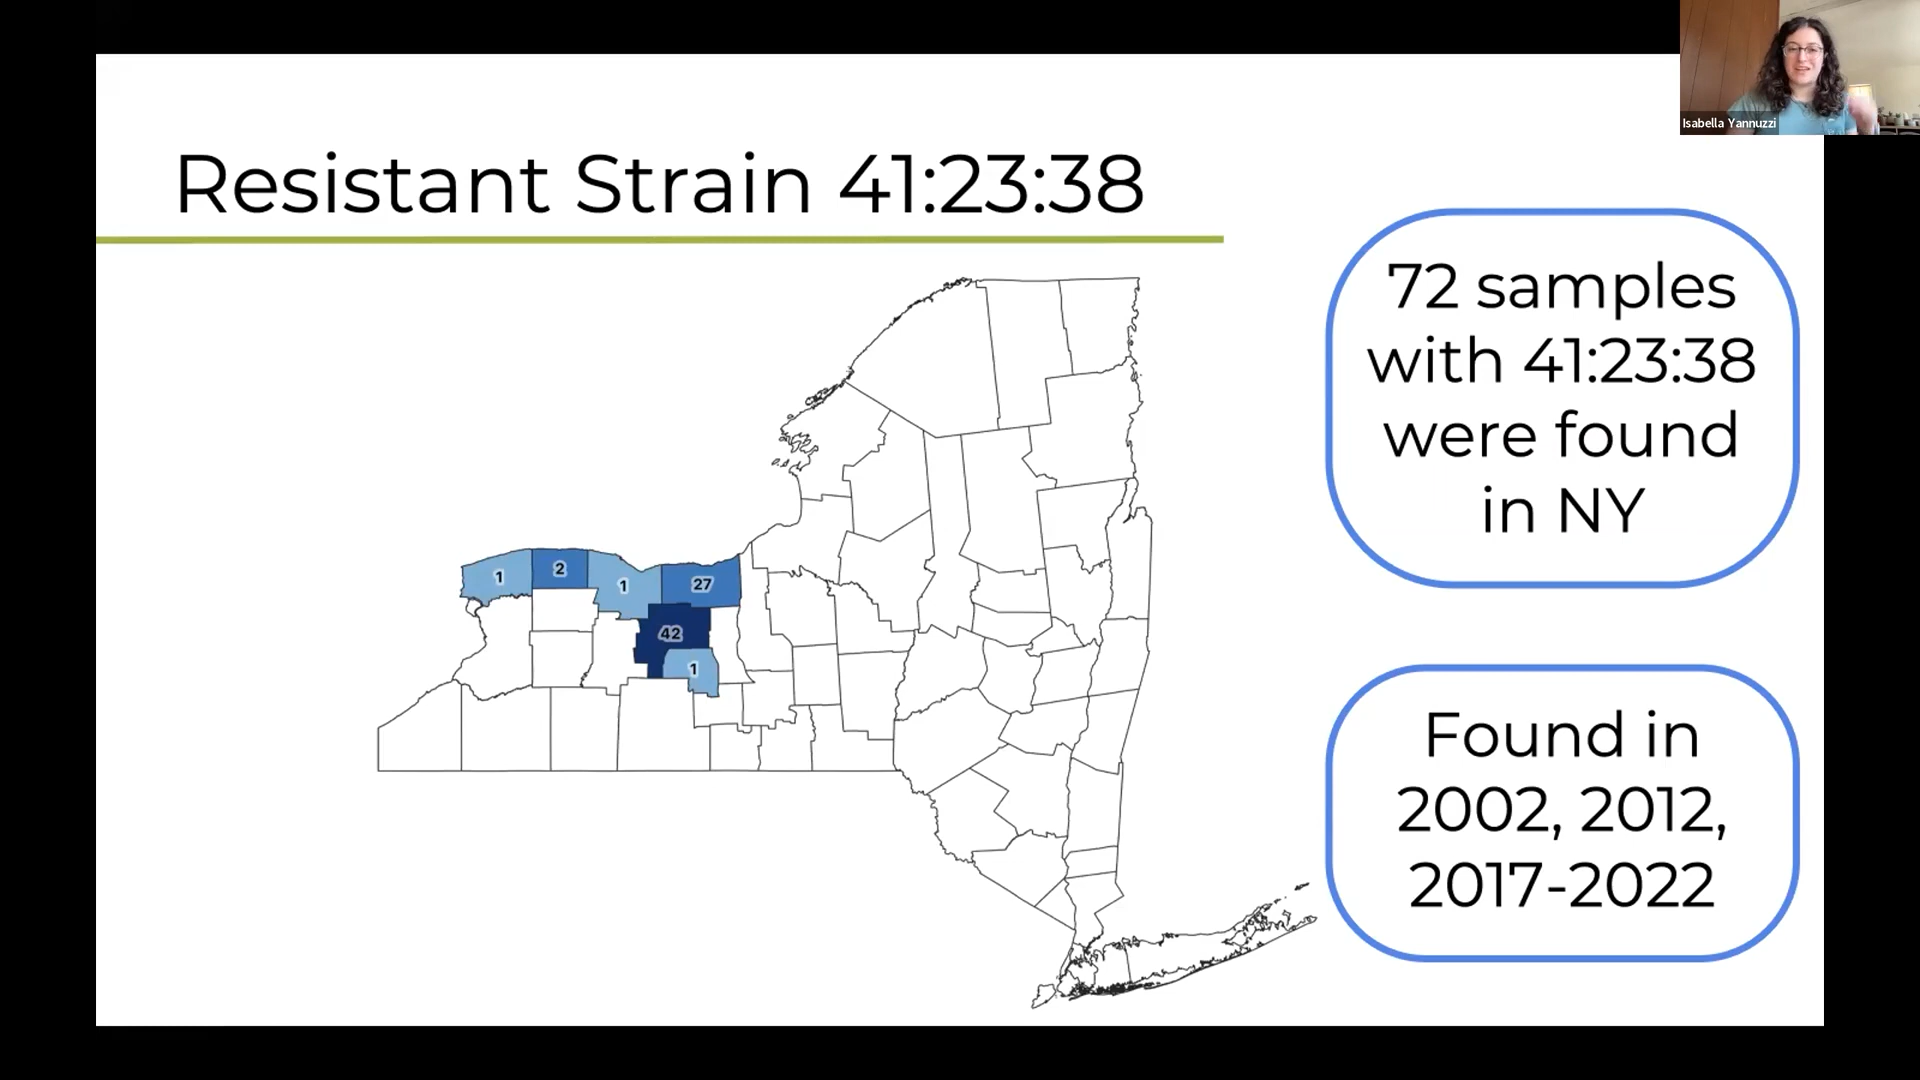 Isabella Yannuzzi
Resistant Strain 41:23:38
72 samples
with 41:23:38
were found
in NY
1
2
1
27
42
1
Found in
2002, 2012,
2017-2022